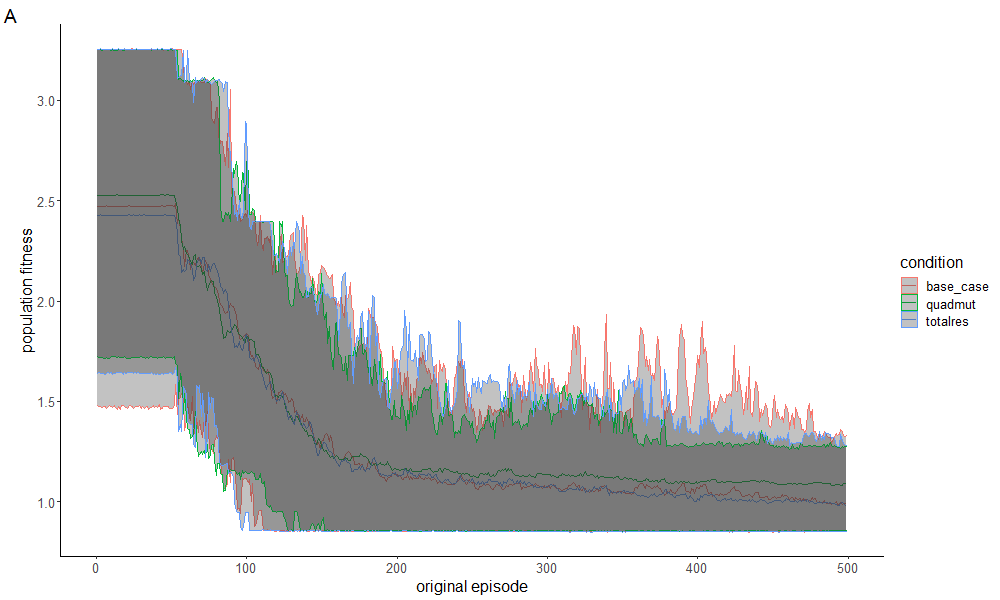 A
population fitness
3.0
2.5
2.0
1.5
1.0
0
100
200
300
400
500
original episode
condition
base_case
quadmut
totalres